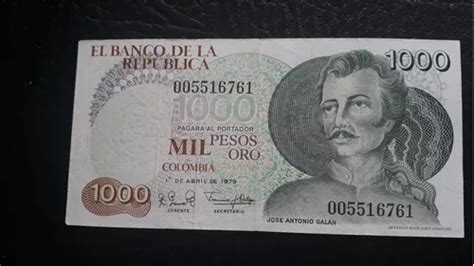 EL BANCO DE LA
REPUBLICA
1000
005516761
1000
PAGARA AL PORTADOR
MIL PESOS ORO
COLOMBIA
1º DE ABRIL DE 1979
1000
GERENTE
SECRETARIO
005516761
JOSE ANTONIO GALAN